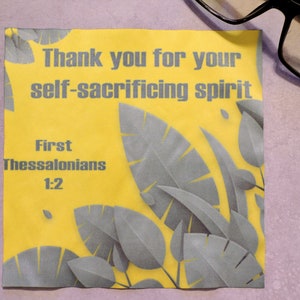 Thank you for your
self-sacrificing spirit
First
Thessalonians
1:2